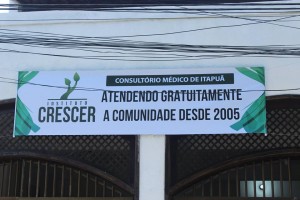 CONSULTÓRIO MÉDICO DE ITAPUÃ
INSTITUTO
CRESCER
ATENDENDO GRATUITAMENTE
A COMUNIDADE DESDE 2005